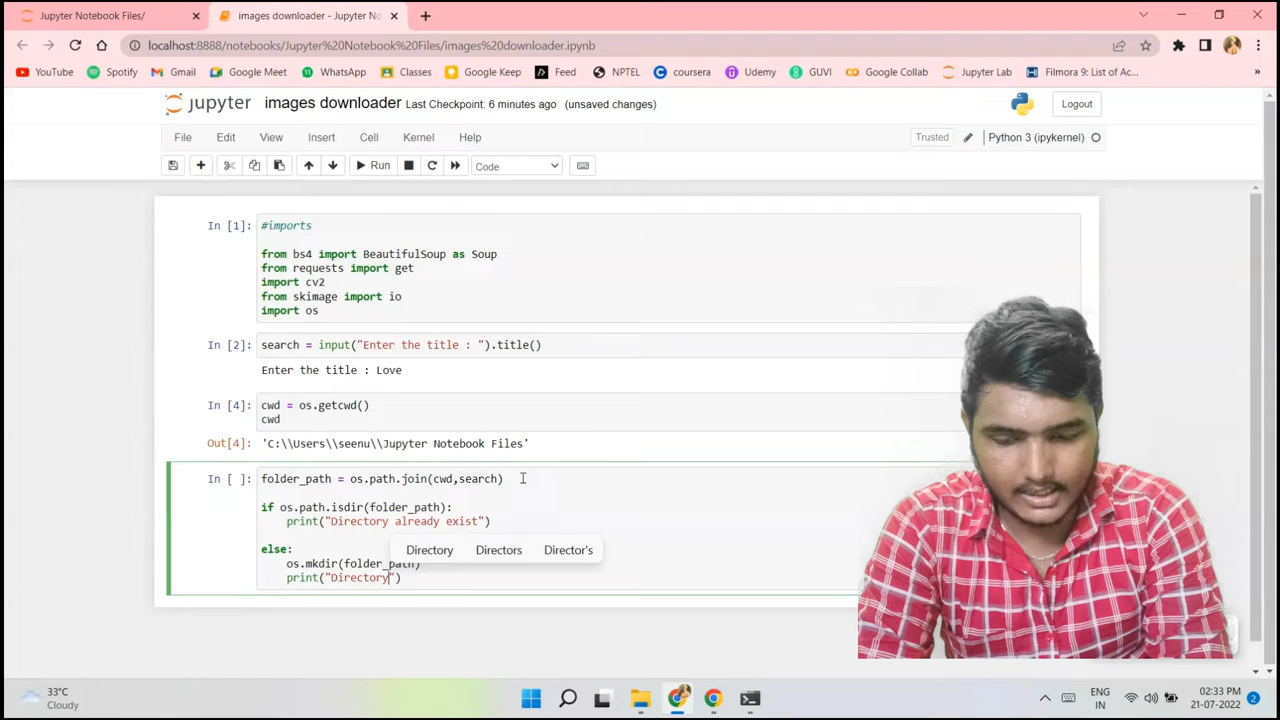 Jupyter Notebook Files/
images downloader - Jupyter No
localhost:8888/notebooks/Jupyter%20Notebook%20Files/images%20downloader.ipynb
YouTube Spotify Gmail Google Meet WhatsApp Classes Google Keep Feed NPTEL coursera Udemy GUVI Google Collab Jupyter Lab Filmora 9: List of Ac... »
jupyter images downloader Last Checkpoint: 6 minutes ago (unsaved changes) Logout
File Edit View Insert Cell Kernel Help Trusted Python 3 (ipykernel)
Run Code
In [1]: #imports
from bs4 import BeautifulSoup as Soup
from requests import get
import cv2
from skimage import io
import os
In [2]: search = input("Enter the title : ").title()
Enter the title : Love
In [4]: cwd = os.getcwd()
cwd
Out[4]: 'C:\\Users\\seenu\\Jupyter Notebook Files'
In [ ]: folder_path = os.path.join(cwd,search)
if os.path.isdir(folder_path):
print("Directory already exist")
else:
Directory Directors Director's
os.mkdir(folder_path)
print("Directory")
33°C
Cloudy
ENG
IN
02:33 PM
21-07-2022
2